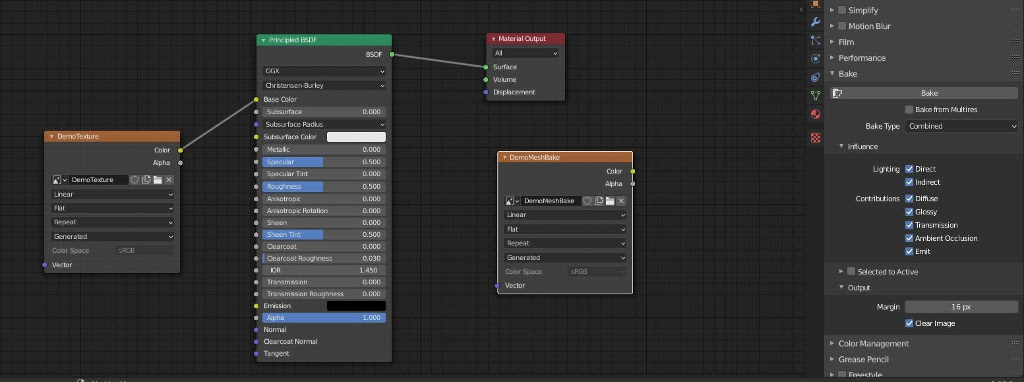 DemoTexture
Color
Alpha
DemoTexture
Linear
Flat
Repeat
Generated
Color Space sRGB
Vector
Principled BSDF
BSDF
GGX
Christensen-Burley
Base Color
Subsurface 0.000
Subsurface Radius
Subsurface Color
Metallic 0.000
Specular 0.500
Specular Tint 0.000
Roughness 0.500
Anisotropic 0.000
Anisotropic Rotation 0.000
Sheen 0.000
Sheen Tint 0.500
Clearcoat 0.000
Clearcoat Roughness 0.030
IOR 1.450
Transmission 0.000
Transmission Roughness 0.000
Emission
Alpha 1.000
Normal
Clearcoat Normal
Tangent
Material Output
All
Surface
Volume
Displacement
DemoMeshBake
Color
Alpha
DemoMeshBake
Linear
Flat
Repeat
Generated
Color Space sRGB
Vector
Simplify
Motion Blur
Film
Performance
Bake
Bake
Bake from Multires
Bake Type Combined
Influence
Lighting Direct
Indirect
Contributions Diffuse
Glossy
Transmission
Ambient Occlusion
Emit
Selected to Active
Output
Margin 16 px
Clear Image
Color Management
Grease Pencil
Freestyle